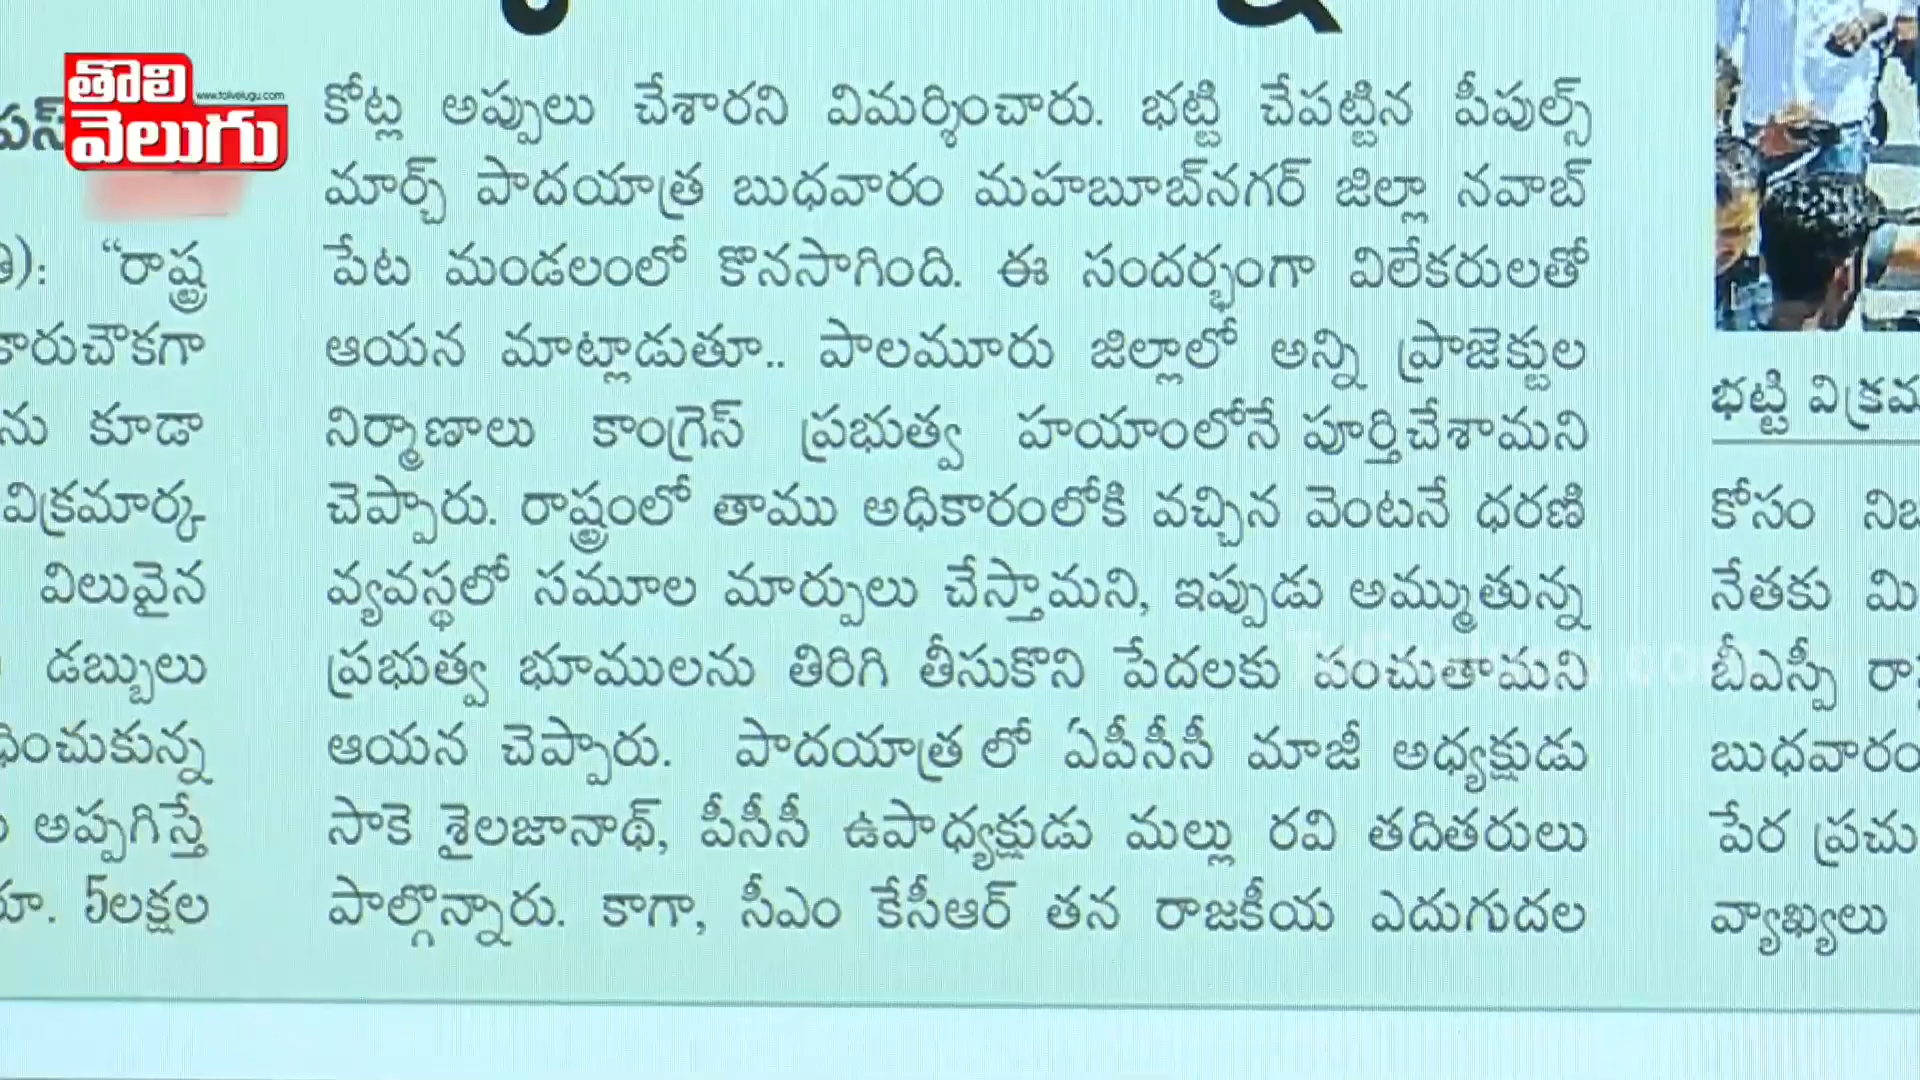 తొలి
www.tolivelugu.com
వెలుగు
“రాష్ట్ర
కూడా
విక్రమార్క
విలువైన
డబ్బులు
అప్పగిస్తే
5లక్షల
కోట్ల అప్పులు చేశారని విమర్శించారు. భట్టి చేపట్టిన పీపుల్స్
మార్చ్ పాదయాత్ర బుధవారం మహబూబ్‌నగర్ జిల్లా నవాబ్
పేట మండలంలో కొనసాగింది. ఈ సందర్భంగా విలేకరులతో
ఆయన మాట్లాడుతూ.. పాలమూరు జిల్లాలో అన్ని ప్రాజెక్టుల
నిర్మాణాలు కాంగ్రెస్ ప్రభుత్వ హయాంలోనే పూర్తిచేశామని
చెప్పారు. రాష్ట్రంలో తాము అధికారంలోకి వచ్చిన వెంటనే ధరణి
వ్యవస్థలో సమూల మార్పులు చేస్తామని, ఇప్పుడు అమ్ముతున్న
ప్రభుత్వ భూములను తిరిగి తీసుకొని పేదలకు పంచుతామని
ఆయన చెప్పారు. పాదయాత్ర లో ఏపీసీసీ మాజీ అధ్యక్షుడు
సాకె శైలజానాథ్, పీసీసీ ఉపాధ్యక్షుడు మల్లు రవి తదితరులు
పాల్గొన్నారు. కాగా, సీఎం కేసీఆర్ తన రాజకీయ ఎదుగుదల
భట్టి విక్రమ
కోసం
నేతకు
బీఎస్పీ
బుధవారం
పేర
వ్యాఖ్యలు